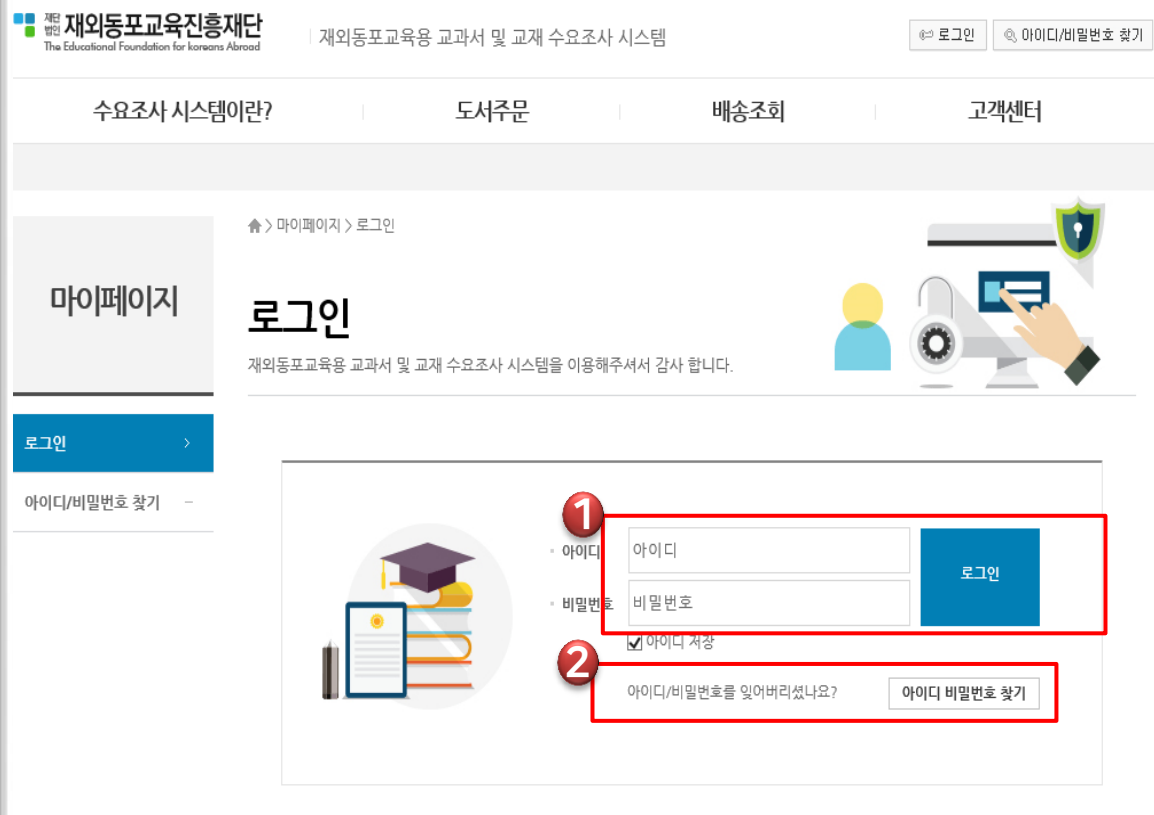 재단법인 재외동포교육진흥재단
The Educational Foundation for koreans Abroad
재외동포교육용 교과서 및 교재 수요조사 시스템
로그인
아이디/비밀번호 찾기
수요조사 시스템이란?
도서주문
배송조회
고객센터
마이페이지 > 로그인
마이페이지
로그인
재외동포교육용 교과서 및 교재 수요조사 시스템을 이용해주셔서 감사 합니다.
로그인 >
아이디/비밀번호 찾기 –
1
아이디
아이디
로그인
비밀번호
비밀번호
아이디 저장
2
아이디/비밀번호를 잊어버리셨나요?
아이디 비밀번호 찾기